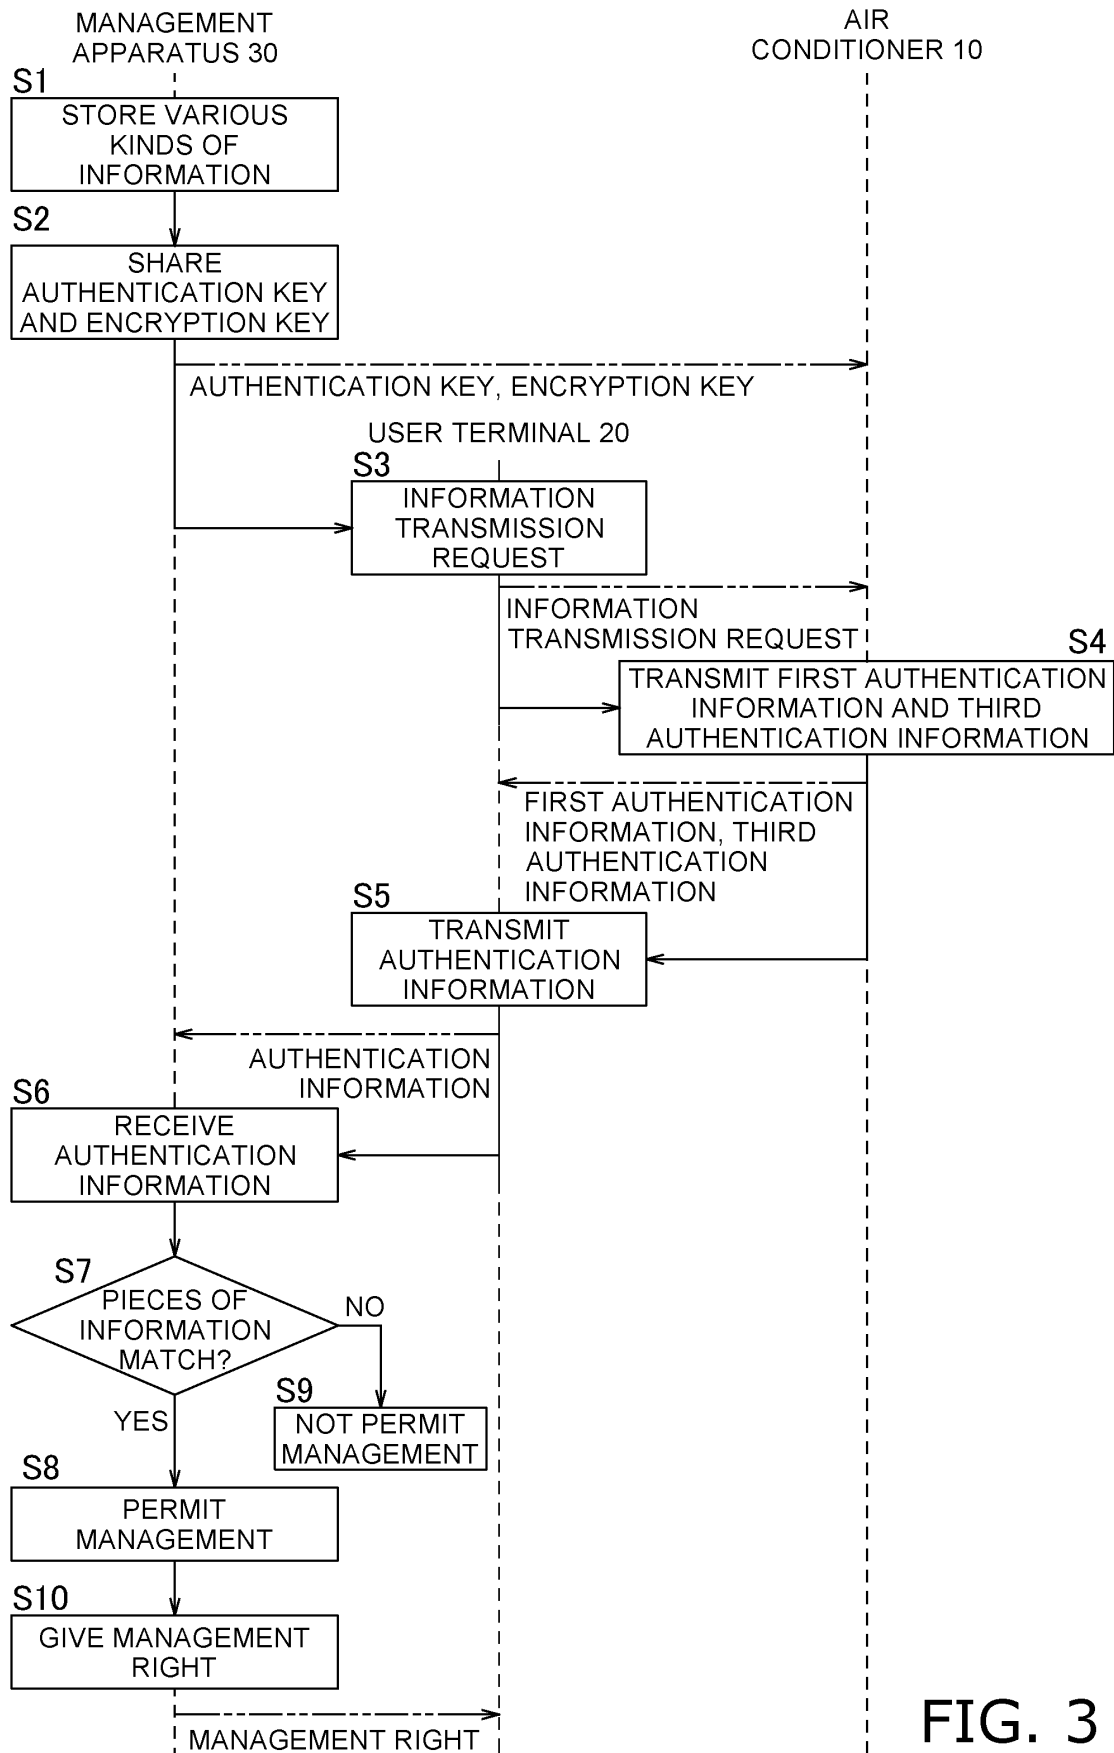 MANAGEMENT
APPARATUS 30
AIR
CONDITIONER 10
S1
STORE VARIOUS
KINDS OF
INFORMATION
S2
SHARE
AUTHENTICATION KEY
AND ENCRYPTION KEY
AUTHENTICATION KEY, ENCRYPTION KEY
USER TERMINAL 20
S3
INFORMATION
TRANSMISSION
REQUEST
INFORMATION
TRANSMISSION REQUEST
S4
TRANSMIT FIRST AUTHENTICATION
INFORMATION AND THIRD
AUTHENTICATION INFORMATION
FIRST AUTHENTICATION
INFORMATION, THIRD
AUTHENTICATION
INFORMATION
S5
TRANSMIT
AUTHENTICATION
INFORMATION
AUTHENTICATION
INFORMATION
S6
RECEIVE
AUTHENTICATION
INFORMATION
S7
PIECES OF
INFORMATION
MATCH?
NO
YES
S9
NOT PERMIT
MANAGEMENT
S8
PERMIT
MANAGEMENT
S10
GIVE MANAGEMENT
RIGHT
MANAGEMENT RIGHT
FIG. 3